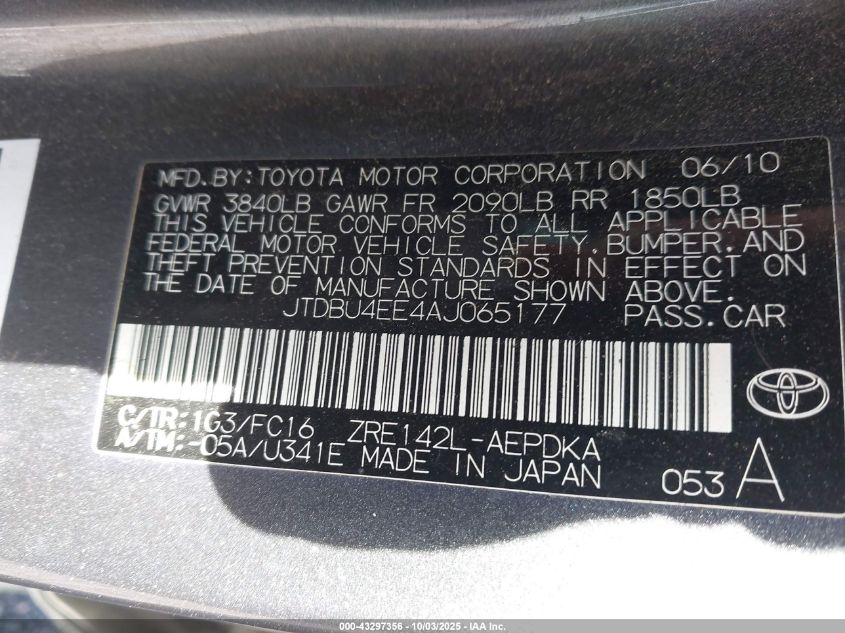 MFD.BY:TOYOTA MOTOR CORPORATION 06/10
GVWR 3840LB GAWR FR 2090LB RR 1850LB
THIS VEHICLE CONFORMS TO ALL APPLICABLE
FEDERAL MOTOR VEHICLE SAFETY,BUMPER,AND
THEFT PREVENTION STANDARDS IN EFFECT ON
THE DATE OF MANUFACTURE SHOWN ABOVE.
JTDBU4EE4AJ065177 PASS.CAR
C/TR:1G3/FC16 ZRE142L-AEPDKA
A/TM:-05A/U341E MADE IN JAPAN
053 A
000-43297356 - 10/03/2025 - IAA Inc.